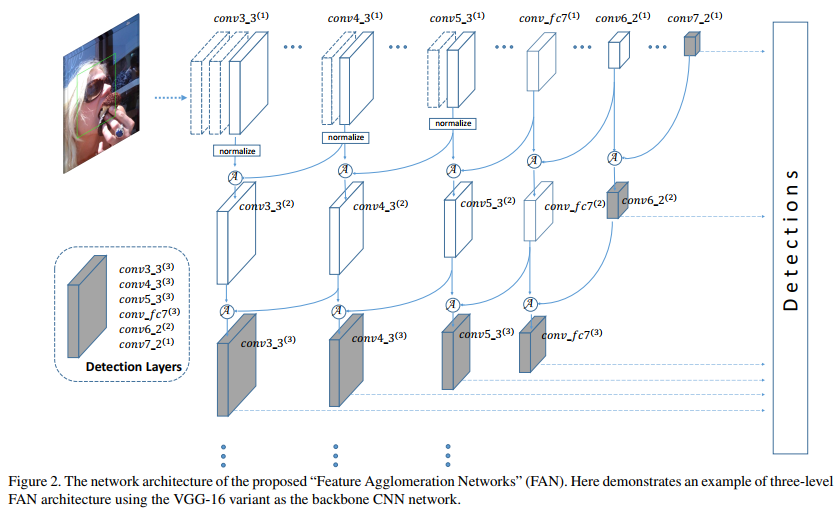 conv3_3(1) conv4_3(1) conv5_3(1) conv_fc7(1) conv6_2(1) conv7_2(1)
normalize normalize normalize
A A A A A
conv3_3(2) conv4_3(2) conv5_3(2) conv_fc7(2) conv6_2(2)
A A A A
conv3_3(3) conv4_3(3) conv5_3(3) conv_fc7(3)
conv3_3(3)
conv4_3(3)
conv5_3(3)
conv_fc7(3)
conv6_2(2)
conv7_2(1)
Detection Layers
Detections
Figure 2. The network architecture of the proposed “Feature Agglomeration Networks” (FAN). Here demonstrates an example of three-level
FAN architecture using the VGG-16 variant as the backbone CNN network.